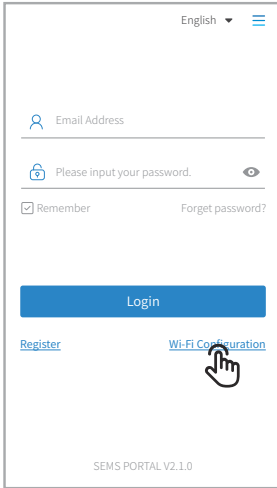 English
Email Address
Please input your password.
Remember Forget password?
Login
Register Wi-Fi Configuration
SEMS PORTAL V2.1.0